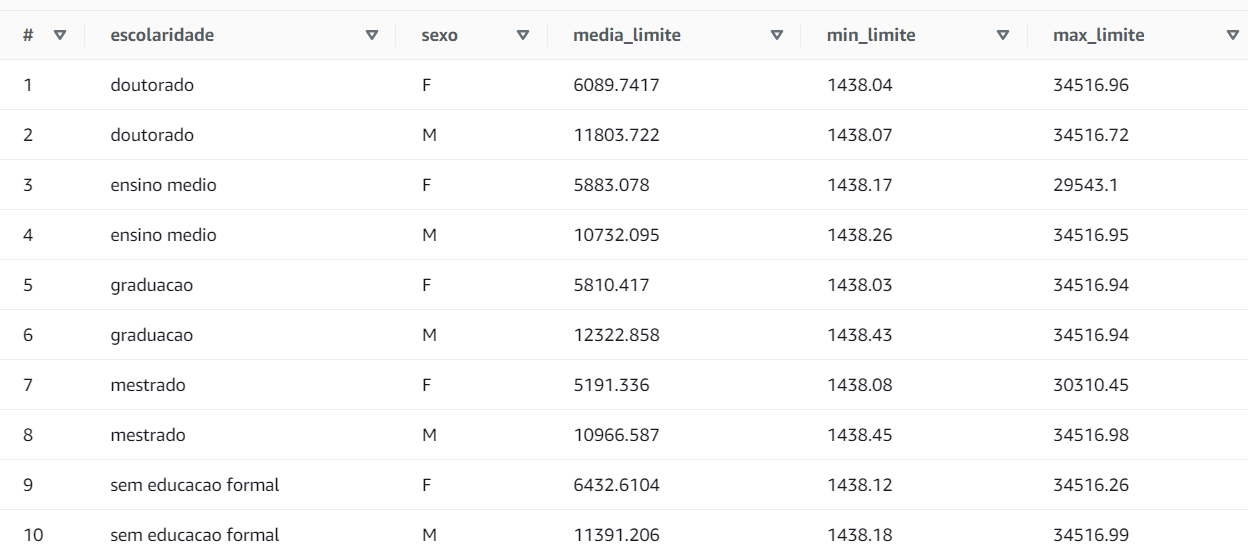 # escolaridade sexo media_limite min_limite max_limite
1 doutorado F 6089.7417 1438.04 34516.96
2 doutorado M 11803.722 1438.07 34516.72
3 ensino medio F 5883.078 1438.17 29543.1
4 ensino medio M 10732.095 1438.26 34516.95
5 graduacao F 5810.417 1438.03 34516.94
6 graduacao M 12322.858 1438.43 34516.94
7 mestrado F 5191.336 1438.08 30310.45
8 mestrado M 10966.587 1438.45 34516.98
9 sem educacao formal F 6432.6104 1438.12 34516.26
10 sem educacao formal M 11391.206 1438.18 34516.99